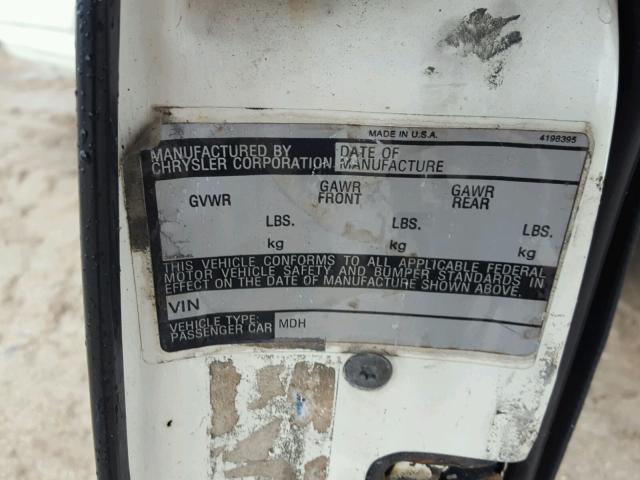 MADE IN U.S.A. 4198395
MANUFACTURED BY DATE OF
CHRYSLER CORPORATION MANUFACTURE
GVWR GAWR FRONT GAWR REAR
LBS. LBS. LBS.
kg kg kg
THIS VEHICLE CONFORMS TO ALL APPLICABLE FEDERAL
MOTOR VEHICLE SAFETY AND BUMPER STANDARDS IN
EFFECT ON THE DATE OF MANUFACTURE SHOWN ABOVE.
VIN
VEHICLE TYPE: MDH
PASSENGER CAR